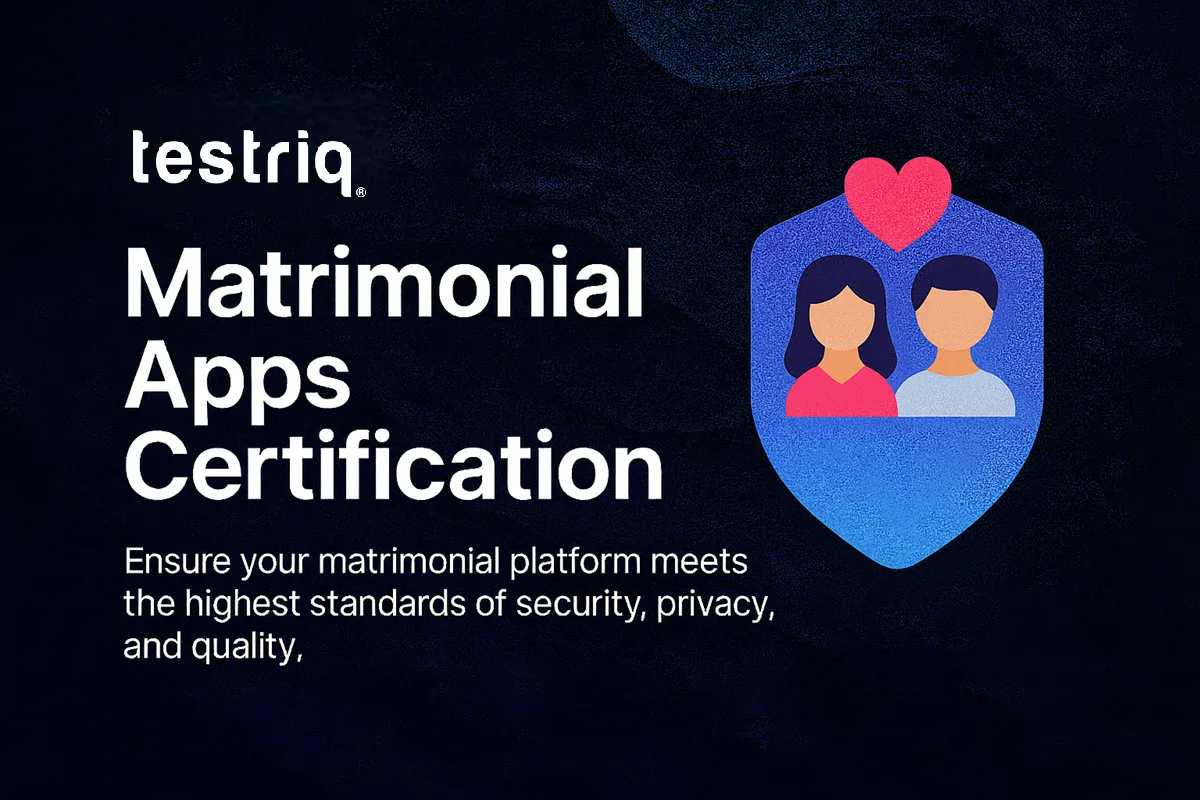 testriq®
Matrimonial
Apps
Certification
Ensure your matrimonial platform meets
the highest standards of security, privacy,
and quality,